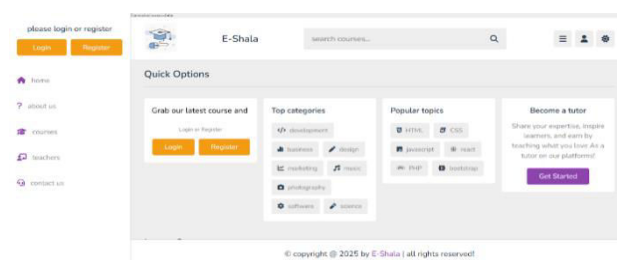 please login or register
Login Register
home
about us
courses
teachers
contact us
E-Shala
search courses...
Quick Options
Grab our latest course and
Login or Register
Login Register
Top categories
development
business design
marketing music
photography
software science
Popular topics
HTML CSS
javascript react
PHP bootstrap
Become a tutor
Share your expertise, inspire
learners, and earn by
teaching what you love As a
tutor on our platforms!
Get Started
© copyright @ 2025 by E-Shala | all rights reserved!